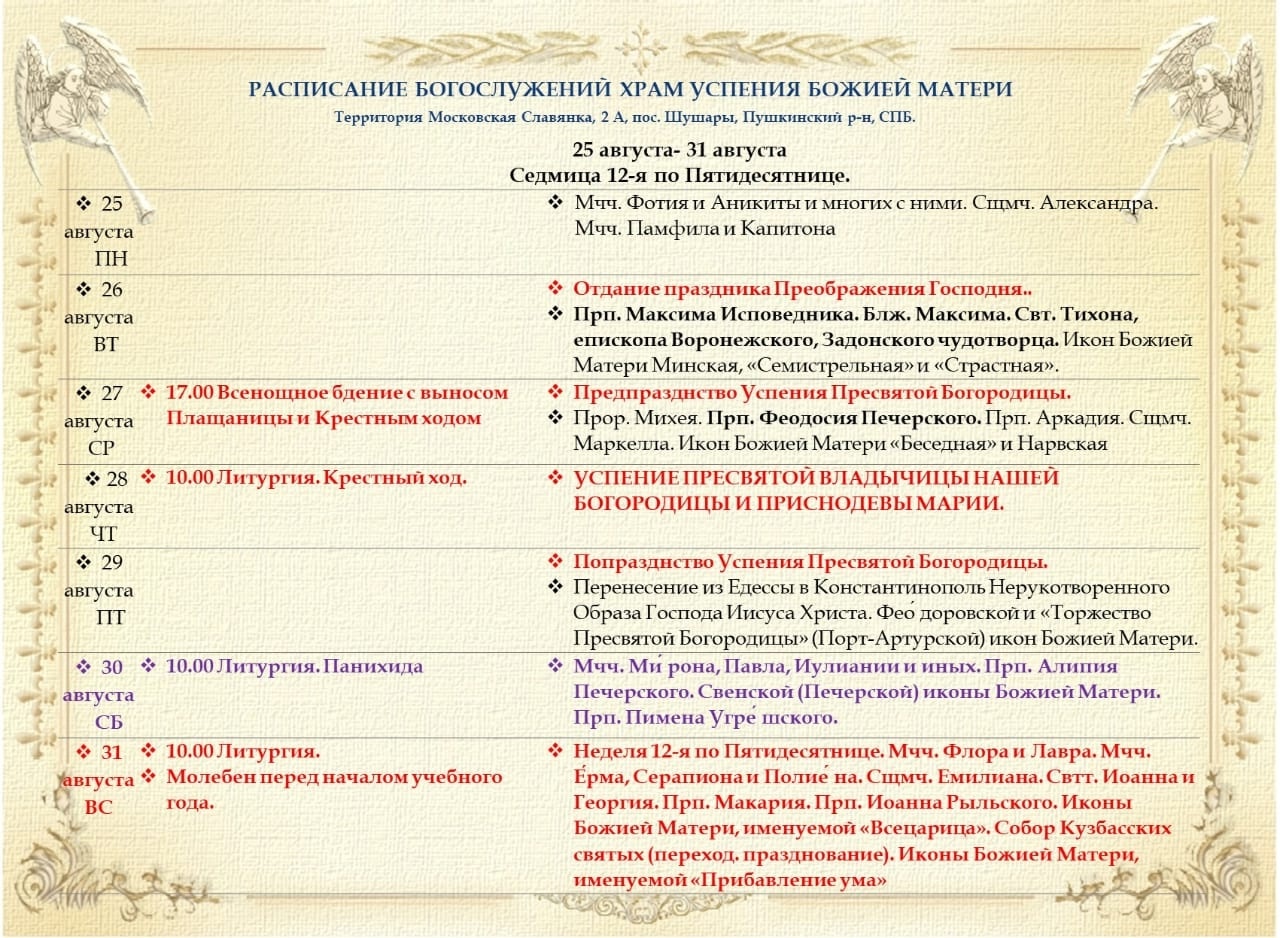 РАСПИСАНИЕ БОГОСЛУЖЕНИЙ ХРАМ УСПЕНИЯ БОЖИЕЙ МАТЕРИ
Территория Московская Славянка, 2 А, пос. Шушары, Пушкинский р-н, СПБ.
25 августа- 31 августа
Седмица 12-я по Пятидесятнице.
❖ 25
августа
ПН
❖ Мчч. Фотия и Аникиты и многих с ними. Сщмч. Александра.
Мчч. Памфила и Капитона
❖ 26
августа
ВТ
❖ Отдание праздника Преображения Господня..
❖ Прп. Максима Исповедника. Блж. Максима. Свт. Тихона,
епископа Воронежского, Задонского чудотворца. Икон Божией
Матери Минская, «Семистрельная» и «Страстная».
❖ 27
августа
СР
❖ 17.00 Всенощное бдение с выносом
Плащаницы и Крестным ходом
❖ Предпразднство Успения Пресвятой Богородицы.
❖ Прор. Михея. Прп. Феодосия Печерского. Прп. Аркадия. Сщмч.
Маркелла. Икон Божией Матери «Беседная» и Нарвская
❖ 28
августа
ЧТ
❖ 10.00 Литургия. Крестный ход.
❖ УСПЕНИЕ ПРЕСВЯТОЙ ВЛАДЫЧИЦЫ НАШЕЙ
БОГОРОДИЦЫ И ПРИСНОДЕВЫ МАРИИ.
❖ 29
августа
ПТ
❖ Попразднство Успения Пресвятой Богородицы.
❖ Перенесение из Едессы в Константинополь Нерукотворенного
Образа Господа Иисуса Христа. Фео́ доровской и «Торжество
Пресвятой Богородицы» (Порт-Артурской) икон Божией Матери.
❖ 30
августа
СБ
❖ 10.00 Литургия. Панихида
❖ Мчч. Ми́ рона, Павла, Иулиании и иных. Прп. Алипия
Печерского. Свенской (Печерской) иконы Божией Матери.
Прп. Пимена Угре́ шского.
❖ 31
августа
ВС
❖ 10.00 Литургия.
❖ Молебен перед началом учебного
года.
❖ Неделя 12-я по Пятидесятнице. Мчч. Флора и Лавра. Мчч.
Е́рма, Серапиона и Полие́ на. Сщмч. Емилиана. Свтт. Иоанна и
Георгия. Прп. Макария. Прп. Иоанна Рыльского. Иконы
Божией Матери, именуемой «Всецарица». Собор Кузбасских
святых (переход. празднование). Иконы Божией Матери,
именуемой «Прибавление ума»